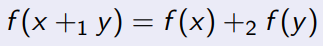 f(x +₁ y) = f(x) +₂ f(y)